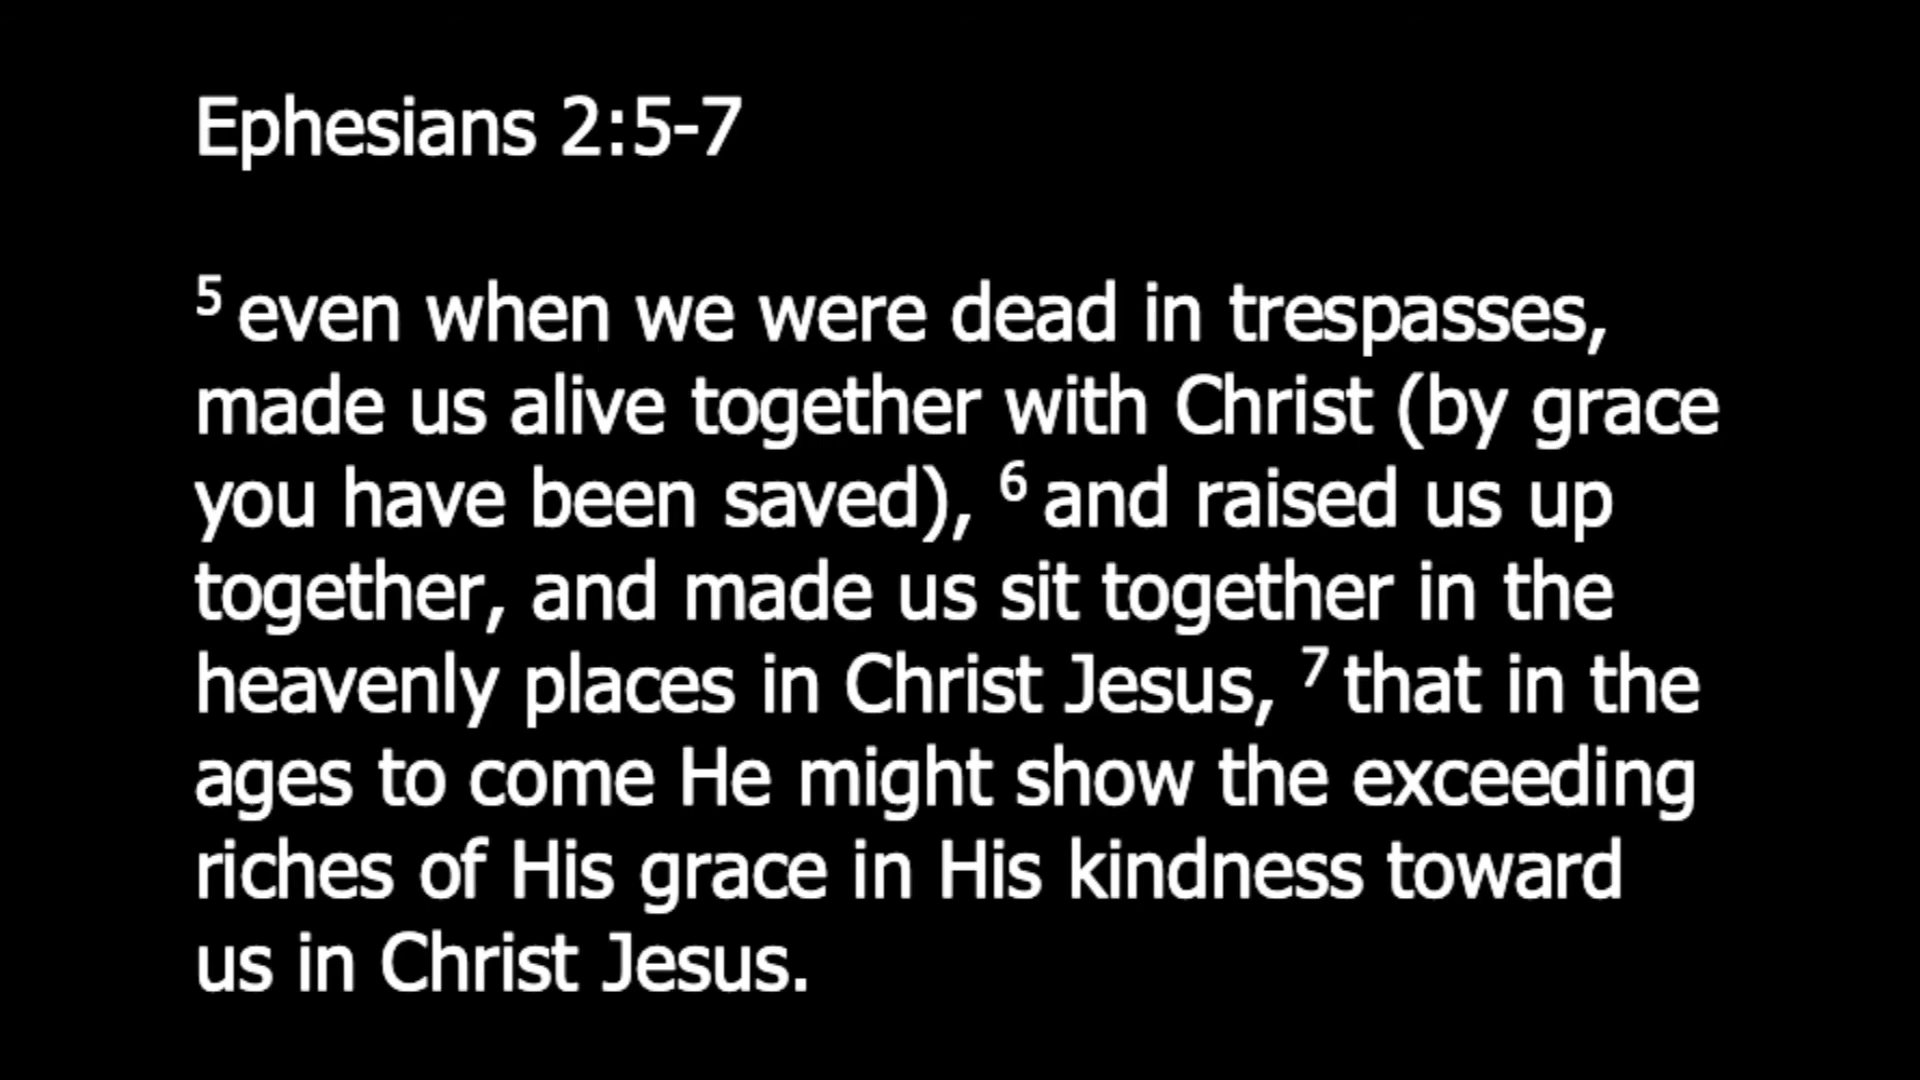 Ephesians 2:5-7
5 even when we were dead in trespasses,
made us alive together with Christ (by grace
you have been saved), 6 and raised us up
together, and made us sit together in the
heavenly places in Christ Jesus, 7 that in the
ages to come He might show the exceeding
riches of His grace in His kindness toward
us in Christ Jesus.